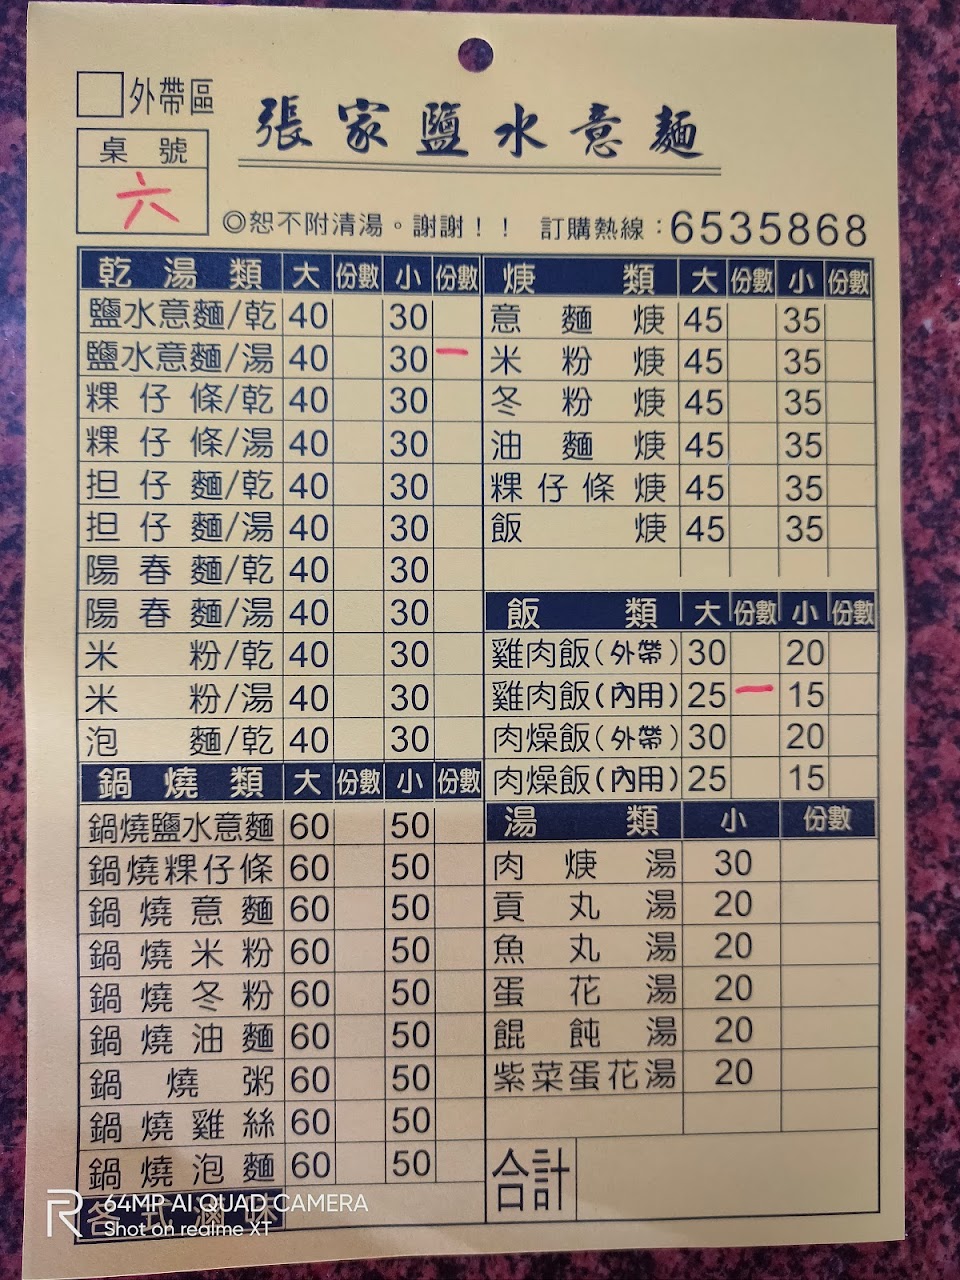 外帶區
張家鹽水意麵
桌號
六
◎恕不附清湯。謝謝！！ 訂購熱線：6535868
乾湯類 大 份數 小 份數
鹽水意麵/乾 40 30
鹽水意麵/湯 40 30 一
粿仔條/乾 40 30
粿仔條/湯 40 30
担仔麵/乾 40 30
担仔麵/湯 40 30
陽春麵/乾 40 30
陽春麵/湯 40 30
米粉/乾 40 30
米粉/湯 40 30
泡麵/乾 40 30
鍋燒類 大 份數 小 份數
鍋燒鹽水意麵 60 50
鍋燒粿仔條 60 50
鍋燒意麵 60 50
鍋燒米粉 60 50
鍋燒冬粉 60 50
鍋燒油麵 60 50
鍋燒粥 60 50
鍋燒雞絲 60 50
鍋燒泡麵 60 50
各式滷味
焿類 大 份數 小 份數
意麵焿 45 35
米粉焿 45 35
冬粉焿 45 35
油麵焿 45 35
粿仔條焿 45 35
飯焿 45 35
飯類 大 份數 小 份數
雞肉飯(外帶) 30 20
雞肉飯(內用) 25 一 15
肉燥飯(外帶) 30 20
肉燥飯(內用) 25 15
湯類 小 份數
肉焿湯 30
貢丸湯 20
魚丸湯 20
蛋花湯 20
餛飩湯 20
紫菜蛋花湯 20
合計
R 64MP AI QUAD CAMERA
Shot on realme XT